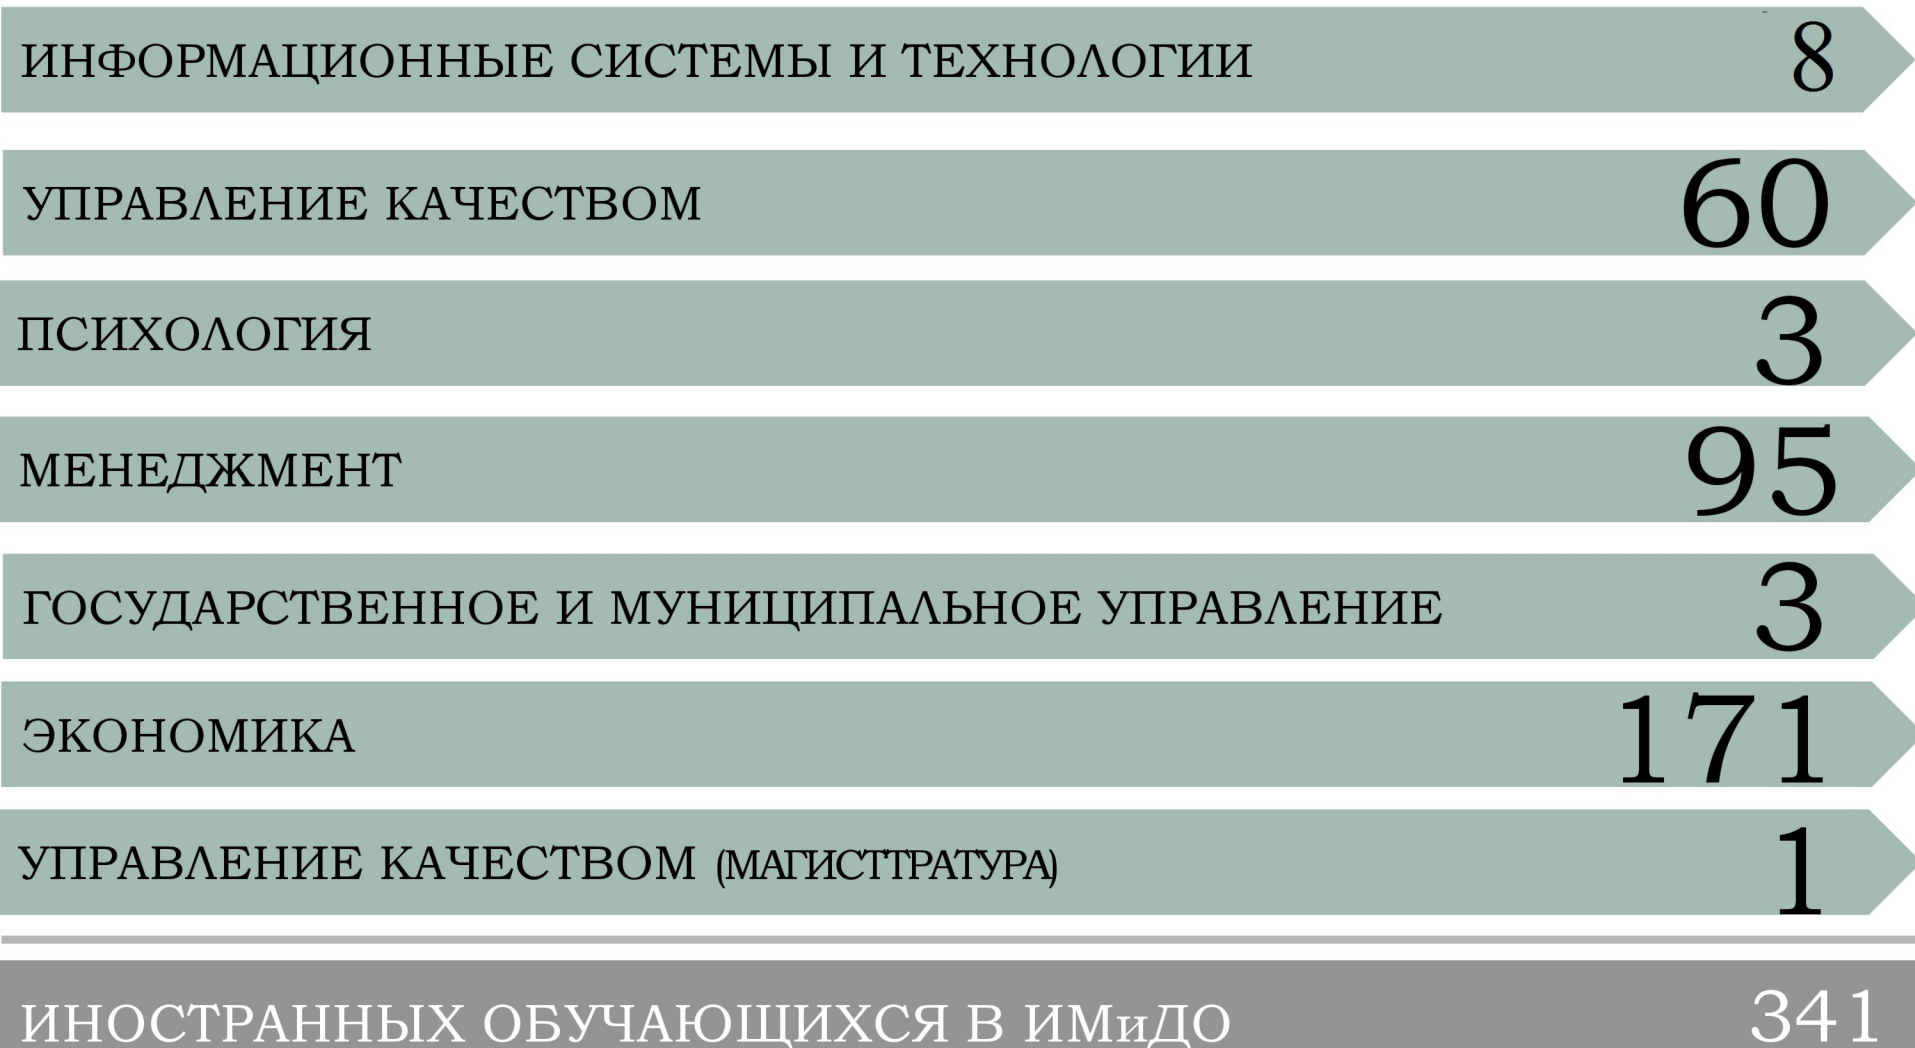 ИНФОРМАЦИОННЫЕ СИСТЕМЫ И ТЕХНОЛОГИИ 8
УПРАВЛЕНИЕ КАЧЕСТВОМ 60
ПСИХОЛОГИЯ 3
МЕНЕДЖМЕНТ 95
ГОСУДАРСТВЕННОЕ И МУНИЦИПАЛЬНОЕ УПРАВЛЕНИЕ 3
ЭКОНОМИКА 171
УПРАВЛЕНИЕ КАЧЕСТВОМ (МАГИСТТРАТУРА) 1
ИНОСТРАННЫХ ОБУЧАЮЩИХСЯ В ИМиДО 341